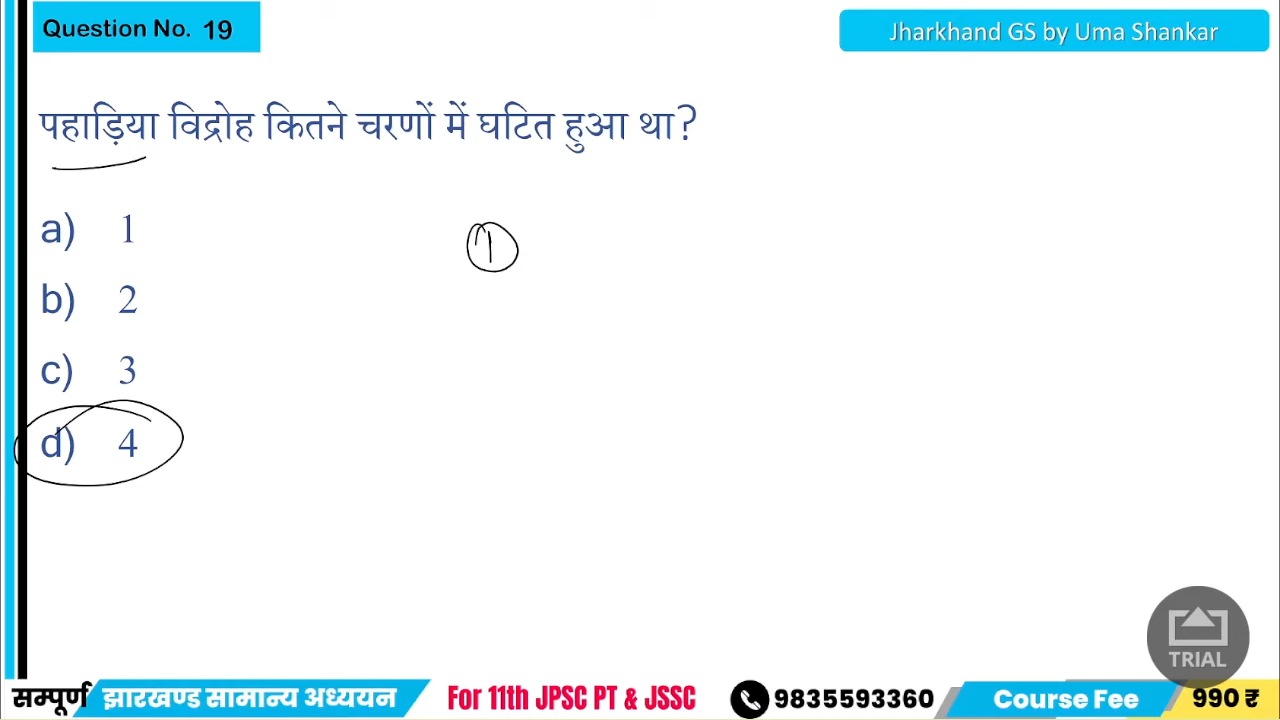 Question No. 19
Jharkhand GS by Uma Shankar
पहाड़िया विद्रोह कितने चरणों में घटित हुआ था?
a) 1
①
b) 2
c) 3
d) 4
TRIAL
सम्पूर्ण झारखण्ड सामान्य अध्ययन For 11th JPSC PT & JSSC 9835593360 Course Fee 990 ₹